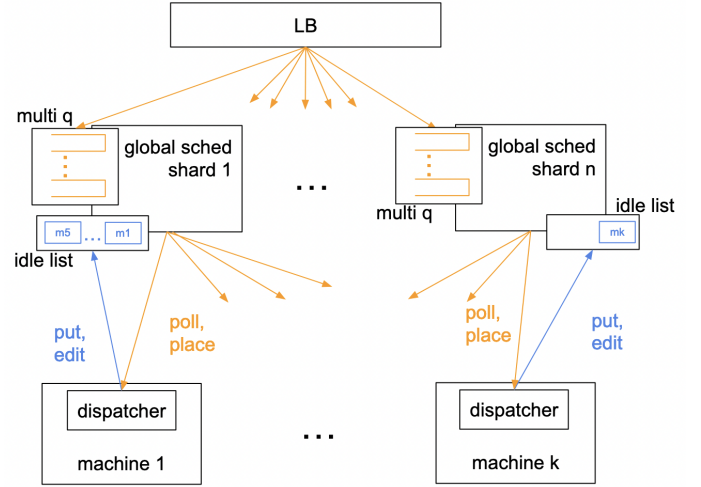 LB
multi q
global sched
shard 1
...
global sched
shard n
multi q
idle list
m5 ... m1
mk
idle list
poll,
place
put,
edit
poll,
place
put,
edit
dispatcher
machine 1
...
dispatcher
machine k